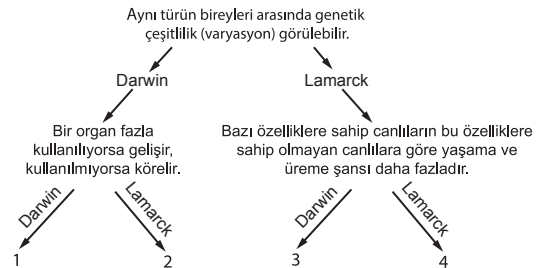 Aynı türün bireyleri arasında genetik
çeşitlilik (varyasyon) görülebilir.
Darwin
Lamarck
Bir organ fazla
kullanılıyorsa gelişir,
kullanılmıyorsa körelir.
Bazı özelliklere sahip canlıların bu özelliklere
sahip olmayan canlılara göre yaşama ve
üreme şansı daha fazladır.
Darwin
Lamarck
Darwin
Lamarck
1
2
3
4